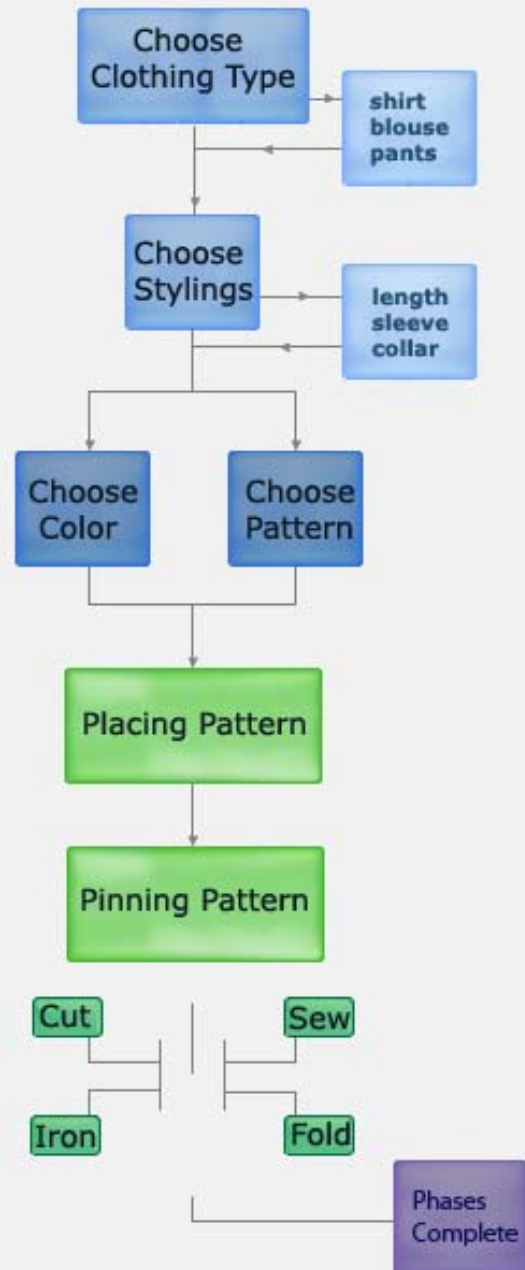 Choose
Clothing Type
shirt
blouse
pants
Choose
Stylings
length
sleeve
collar
Choose
Color
Choose
Pattern
Placing Pattern
Pinning Pattern
Cut
Sew
Iron
Fold
Phases
Complete